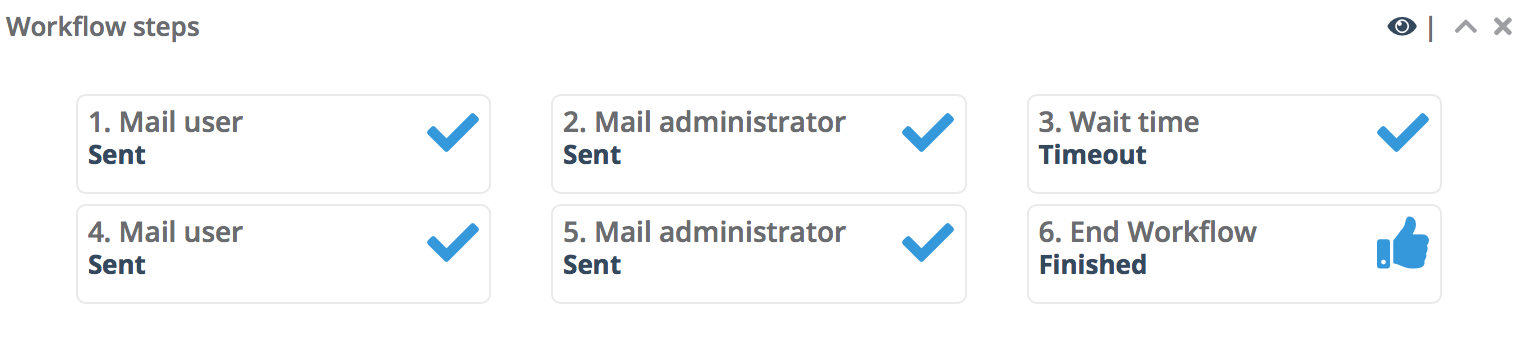 Workflow steps
1. Mail user
Sent
2. Mail administrator
Sent
3. Wait time
Timeout
4. Mail user
Sent
5. Mail administrator
Sent
6. End Workflow
Finished